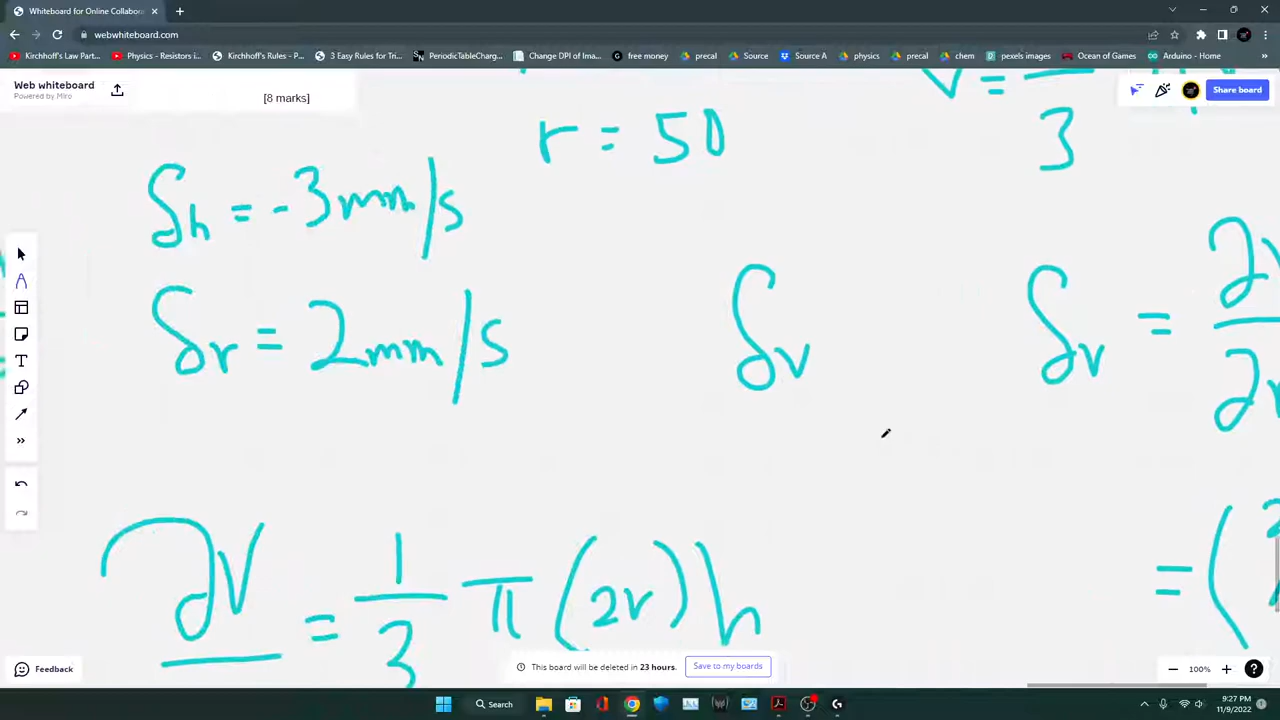 Whiteboard for Online Collabora
webwhiteboard.com
Kirchhoff's Law Part...
Physics - Resistors i...
Kirchhoff's Rules - P...
3 Easy Rules for Tri...
PeriodicTableCharg...
Change DPI of Ima...
free money
precal
Source
Source A
physics
precal
chem
pexels images
Ocean of Games
Arduino - Home
Web whiteboard
Powered by Miro
Share board
[8 marks]
r = 50
V =
3
δh = -3mm/s
δr = 2mm/s
δv
δv =
∂V = 1/3 π (2r) h
= (
This board will be deleted in 23 hours.
Save to my boards
Feedback
100%
Search
9:27 PM
11/9/2022